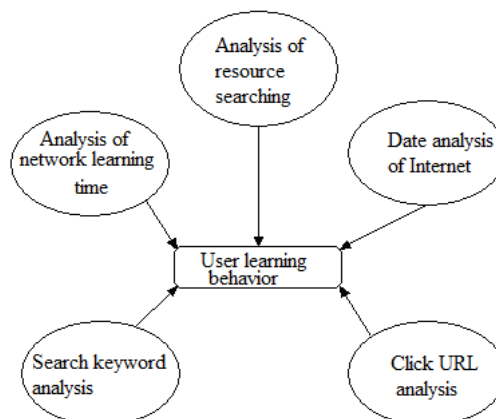 Analysis of
resource
searching
Analysis of
network learning
time
Date analysis
of Internet
User learning
behavior
Search keyword
analysis
Click URL
analysis